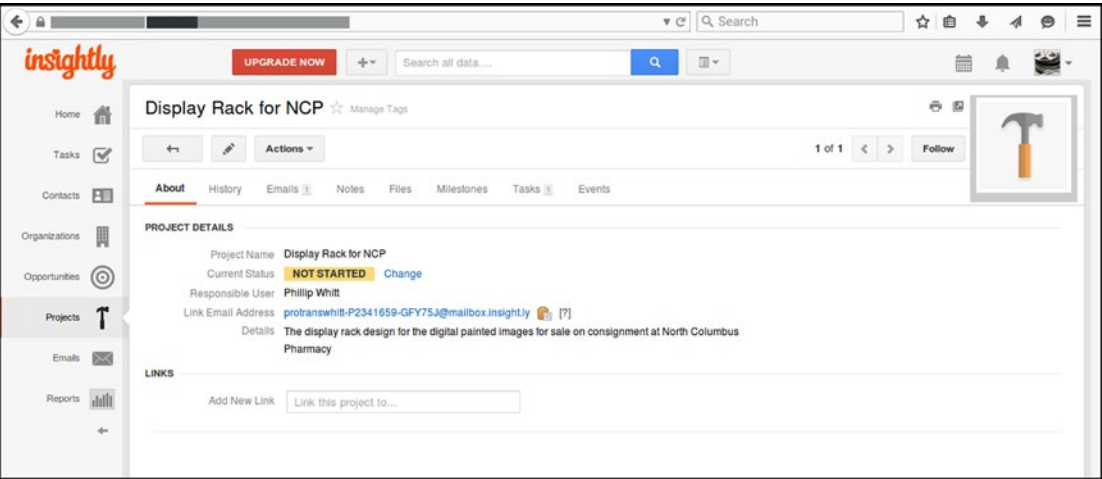 Search
insightly
UPGRADE NOW
Search all data....
Home
Tasks
Contacts
Organizations
Opportunities
Projects
Emails
Reports
Display Rack for NCP Manage Tags
Actions
1 of 1 < > Follow
About History Emails 1 Notes Files Milestones Tasks 1 Events
PROJECT DETAILS
Project Name Display Rack for NCP
Current Status NOT STARTED Change
Responsible User Phillip Whitt
Link Email Address protranswhitt-P2341659-GFY75J@mailbox.insight.ly [?]
Details The display rack design for the digital painted images for sale on consignment at North Columbus
Pharmacy
LINKS
Add New Link Link this project to...